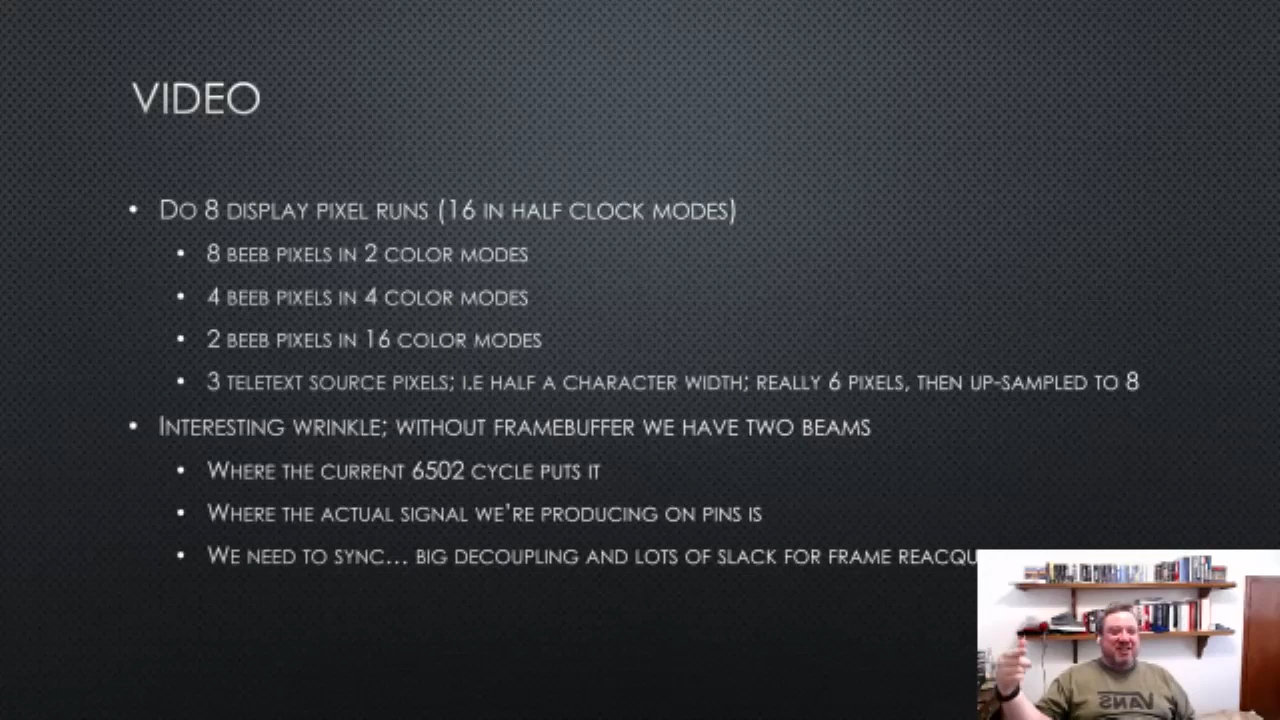 VIDEO
• DO 8 DISPLAY PIXEL RUNS (16 IN HALF CLOCK MODES)
• 8 BEEB PIXELS IN 2 COLOR MODES
• 4 BEEB PIXELS IN 4 COLOR MODES
• 2 BEEB PIXELS IN 16 COLOR MODES
• 3 TELETEXT SOURCE PIXELS; I.E HALF A CHARACTER WIDTH; REALLY 6 PIXELS, THEN UP-SAMPLED TO 8
• INTERESTING WRINKLE; WITHOUT FRAMEBUFFER WE HAVE TWO BEAMS
• WHERE THE CURRENT 6502 CYCLE PUTS IT
• WHERE THE ACTUAL SIGNAL WE'RE PRODUCING ON PINS IS
• WE NEED TO SYNC... BIG DECOUPLING AND LOTS OF SLACK FOR FRAME REACQU
VANS